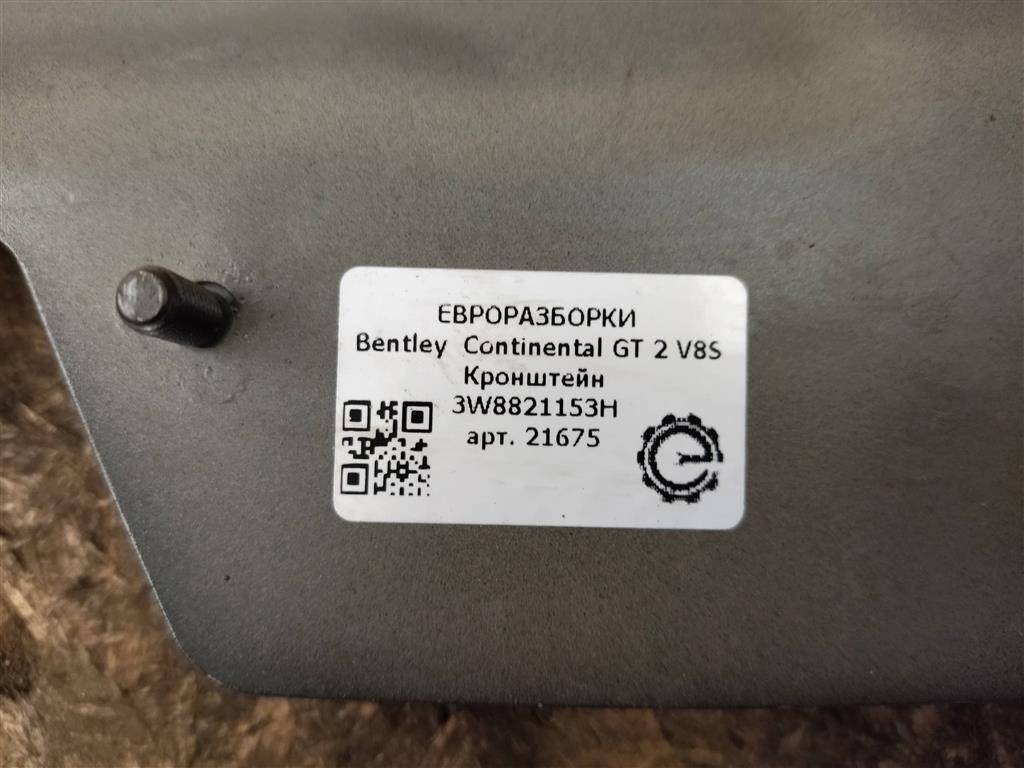 ЕВРОРАЗБОРКИ
Bentley Continental GT 2 V8S
Кронштейн
3W8821153H
арт. 21675